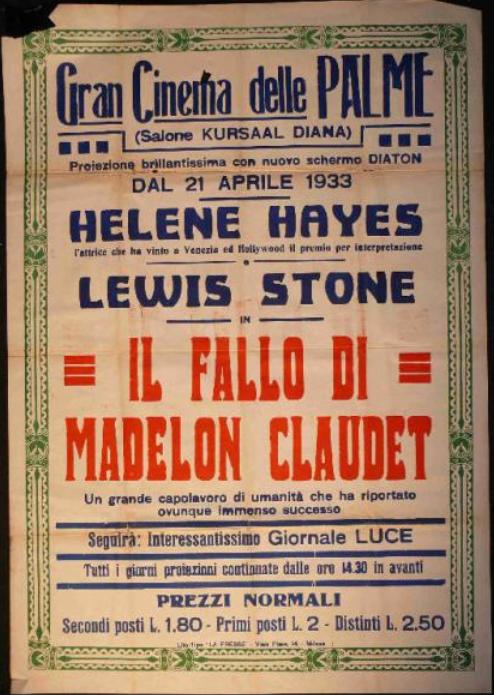 Gran Cinema delle PALME
(Salone KURSAAL DIANA)
Proiezione brillantissima con nuovo schermo DIATON
DAL 21 APRILE 1933
HELENE HAYES
l'attrice che ha vinto a Venezia ed Hollywood il premio per interpretazione
LEWIS STONE
IN
IL FALLO DI
MADELON CLAUDET
Un grande capolavoro di umanità che ha riportato
ovunque immenso successo
Seguirà: Interessantissimo Giornale LUCE
Tutti i giorni proiezioni continuate dalle ore 14.30 in avanti
PREZZI NORMALI
Secondi posti L. 1.80 - Primi posti L. 2 - Distinti L. 2.50